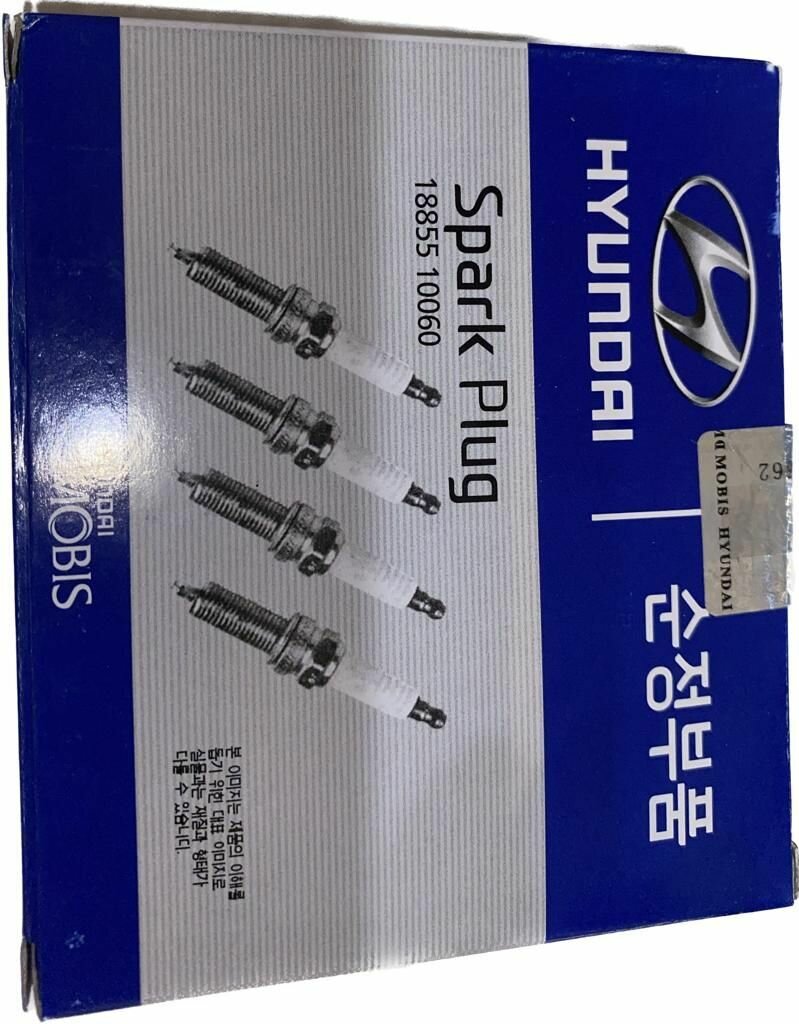 HYUNDAI | 순정부품
MOBIS HYUNDAI
Spark Plug
18855 10060
본 이미지는 제품의 이해를
돕기 위한 대표 이미지로
실물과는 재질과 형태가
다를 수 있습니다.
MOBIS